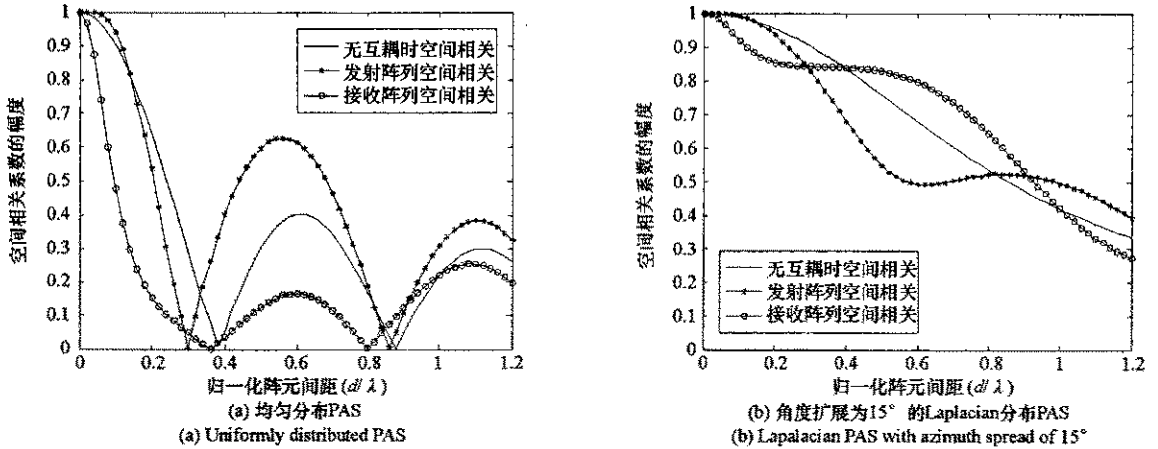 1
0.9
0.8
0.7
0.6
0.5
0.4
0.3
0.2
0.1
0
空间相关系数的幅度
无互耦时空间相关
发射阵列空间相关
接收阵列空间相关
0 0.2 0.4 0.6 0.8 1 1.2
归一化阵元间距(d/λ)
(a) 均匀分布PAS
(a) Uniformly distributed PAS
1
0.9
0.8
0.7
0.6
0.5
0.4
0.3
0.2
0.1
0
空间相关系数的幅度
无互耦时空间相关
发射阵列空间相关
接收阵列空间相关
0 0.2 0.4 0.6 0.8 1 1.2
归一化阵元间距(d/λ)
(b) 角度扩展为15° 的Laplacian分布PAS
(b) Lapalacian PAS with azimuth spread of 15°